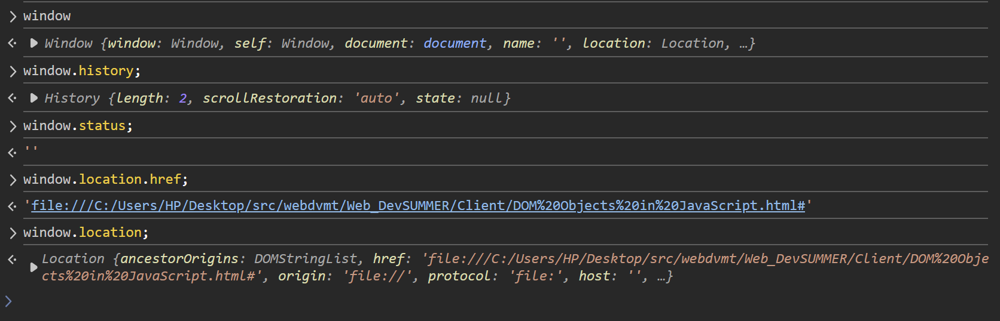 window
Window {window: Window, self: Window, document: document, name: '', location: Location, …}
window.history;
History {length: 2, scrollRestoration: 'auto', state: null}
window.status;
''
window.location.href;
'file:///C:/Users/HP/Desktop/src/webdvmt/Web_DevSUMMER/Client/DOM%20Objects%20in%20JavaScript.html#'
window.location;
Location {ancestorOrigins: DOMStringList, href: 'file:///C:/Users/HP/Desktop/src/webdvmt/Web_DevSUMMER/Client/DOM%20Obje
cts%20in%20JavaScript.html#', origin: 'file://', protocol: 'file:', host: '', …}